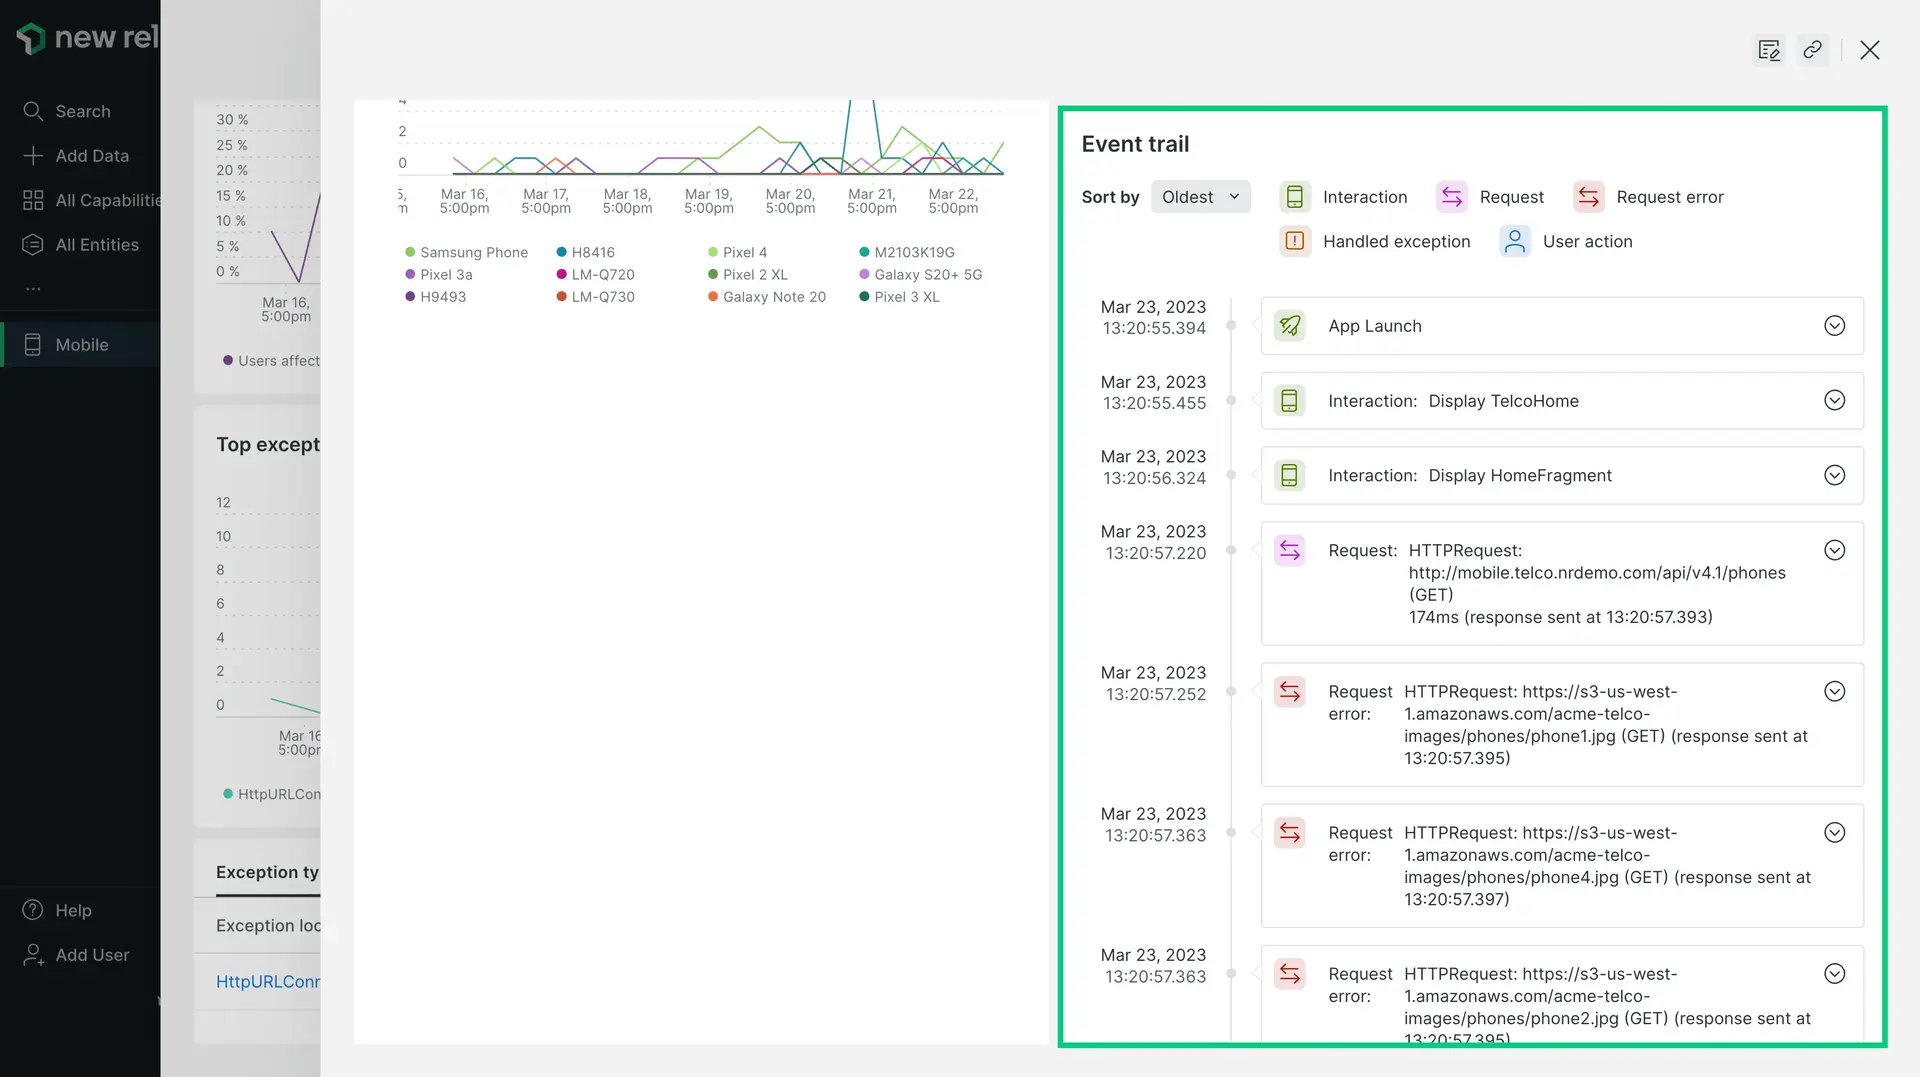 new rel
Search
Add Data
All Capabilitie
All Entities
...
Mobile
Help
Add User
30 %
25 %
20 %
15 %
10 %
5 %
0 %
Mar 16,
5:00pm
Users affect
Top except
12
10
8
6
4
2
0
Mar 16
5:00pr
HttpURLCon
Exception ty
Exception loc
HttpURLConr
4
2
0
5,
m
Mar 16,
5:00pm
Mar 17,
5:00pm
Mar 18,
5:00pm
Mar 19,
5:00pm
Mar 20,
5:00pm
Mar 21,
5:00pm
Mar 22,
5:00pm
Samsung Phone
H8416
Pixel 4
M2103K19G
Pixel 3a
LM-Q720
Pixel 2 XL
Galaxy S20+ 5G
H9493
LM-Q730
Galaxy Note 20
Pixel 3 XL
Event trail
Sort by Oldest
Interaction
Request
Request error
Handled exception
User action
Mar 23, 2023
13:20:55.394
App Launch
Mar 23, 2023
13:20:55.455
Interaction: Display TelcoHome
Mar 23, 2023
13:20:56.324
Interaction: Display HomeFragment
Mar 23, 2023
13:20:57.220
Request: HTTPRequest:
http://mobile.telco.nrdemo.com/api/v4.1/phones
(GET)
174ms (response sent at 13:20:57.393)
Mar 23, 2023
13:20:57.252
Request error:
HTTPRequest: https://s3-us-west-
1.amazonaws.com/acme-telco-
images/phones/phone1.jpg (GET) (response sent at
13:20:57.395)
Mar 23, 2023
13:20:57.363
Request error:
HTTPRequest: https://s3-us-west-
1.amazonaws.com/acme-telco-
images/phones/phone4.jpg (GET) (response sent at
13:20:57.397)
Mar 23, 2023
13:20:57.363
Request error:
HTTPRequest: https://s3-us-west-
1.amazonaws.com/acme-telco-
images/phones/phone2.jpg (GET) (response sent at
13:20:57.395)